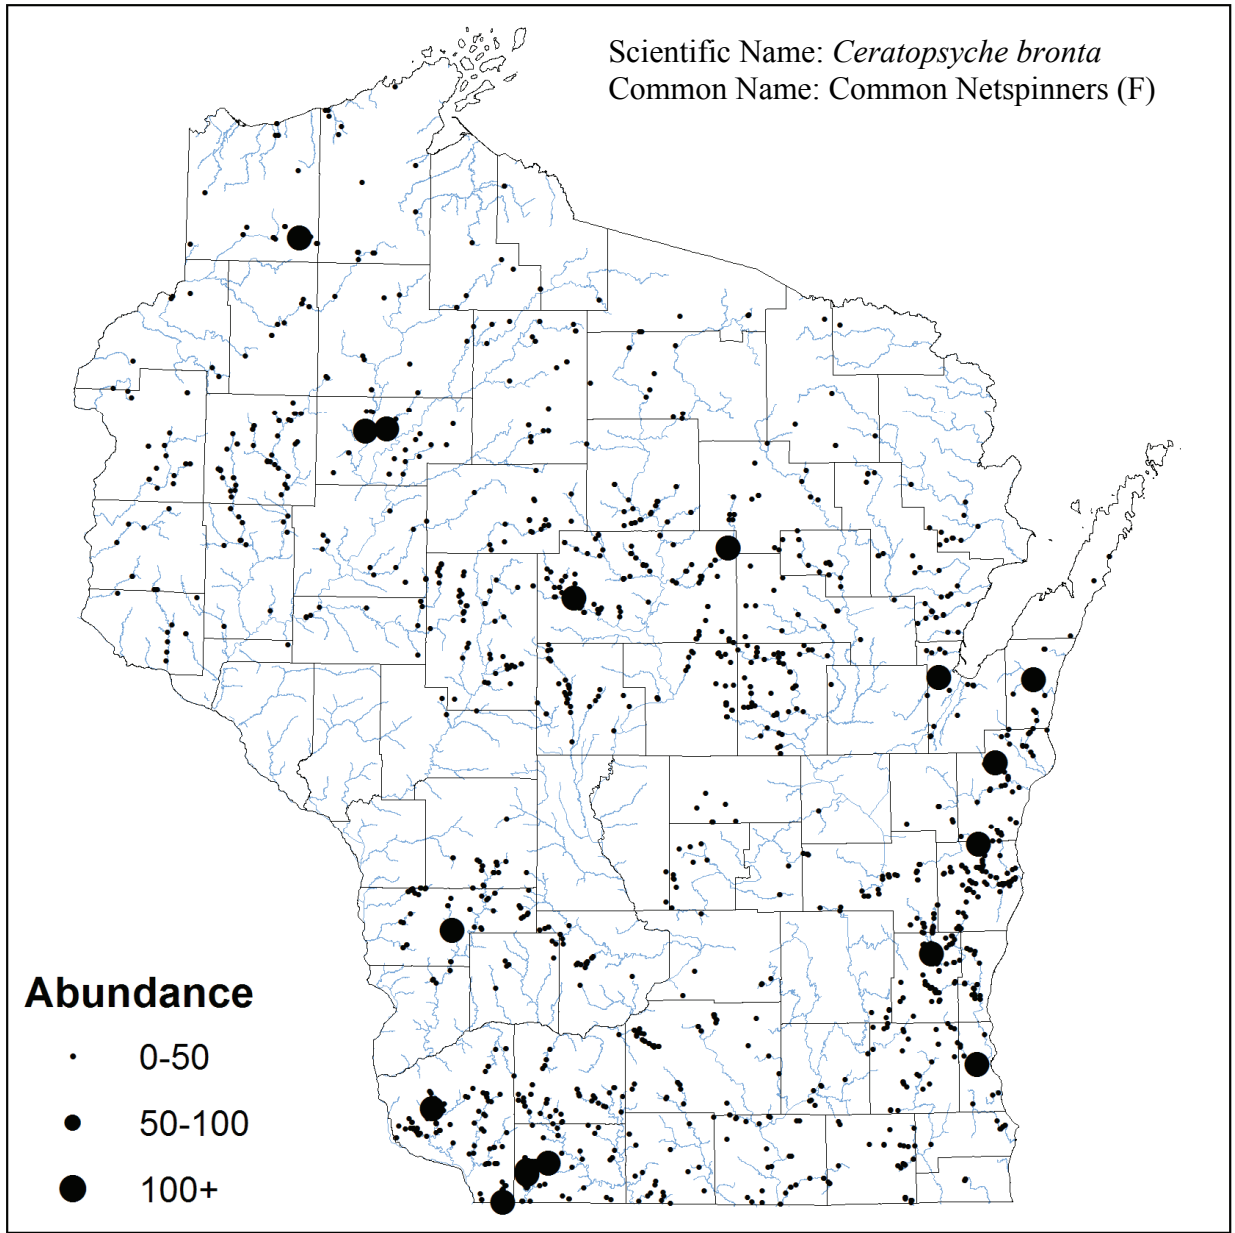 Scientific Name: Ceratopsyche bronta
Common Name: Common Netspinners (F)
Abundance
0-50
50-100
100+